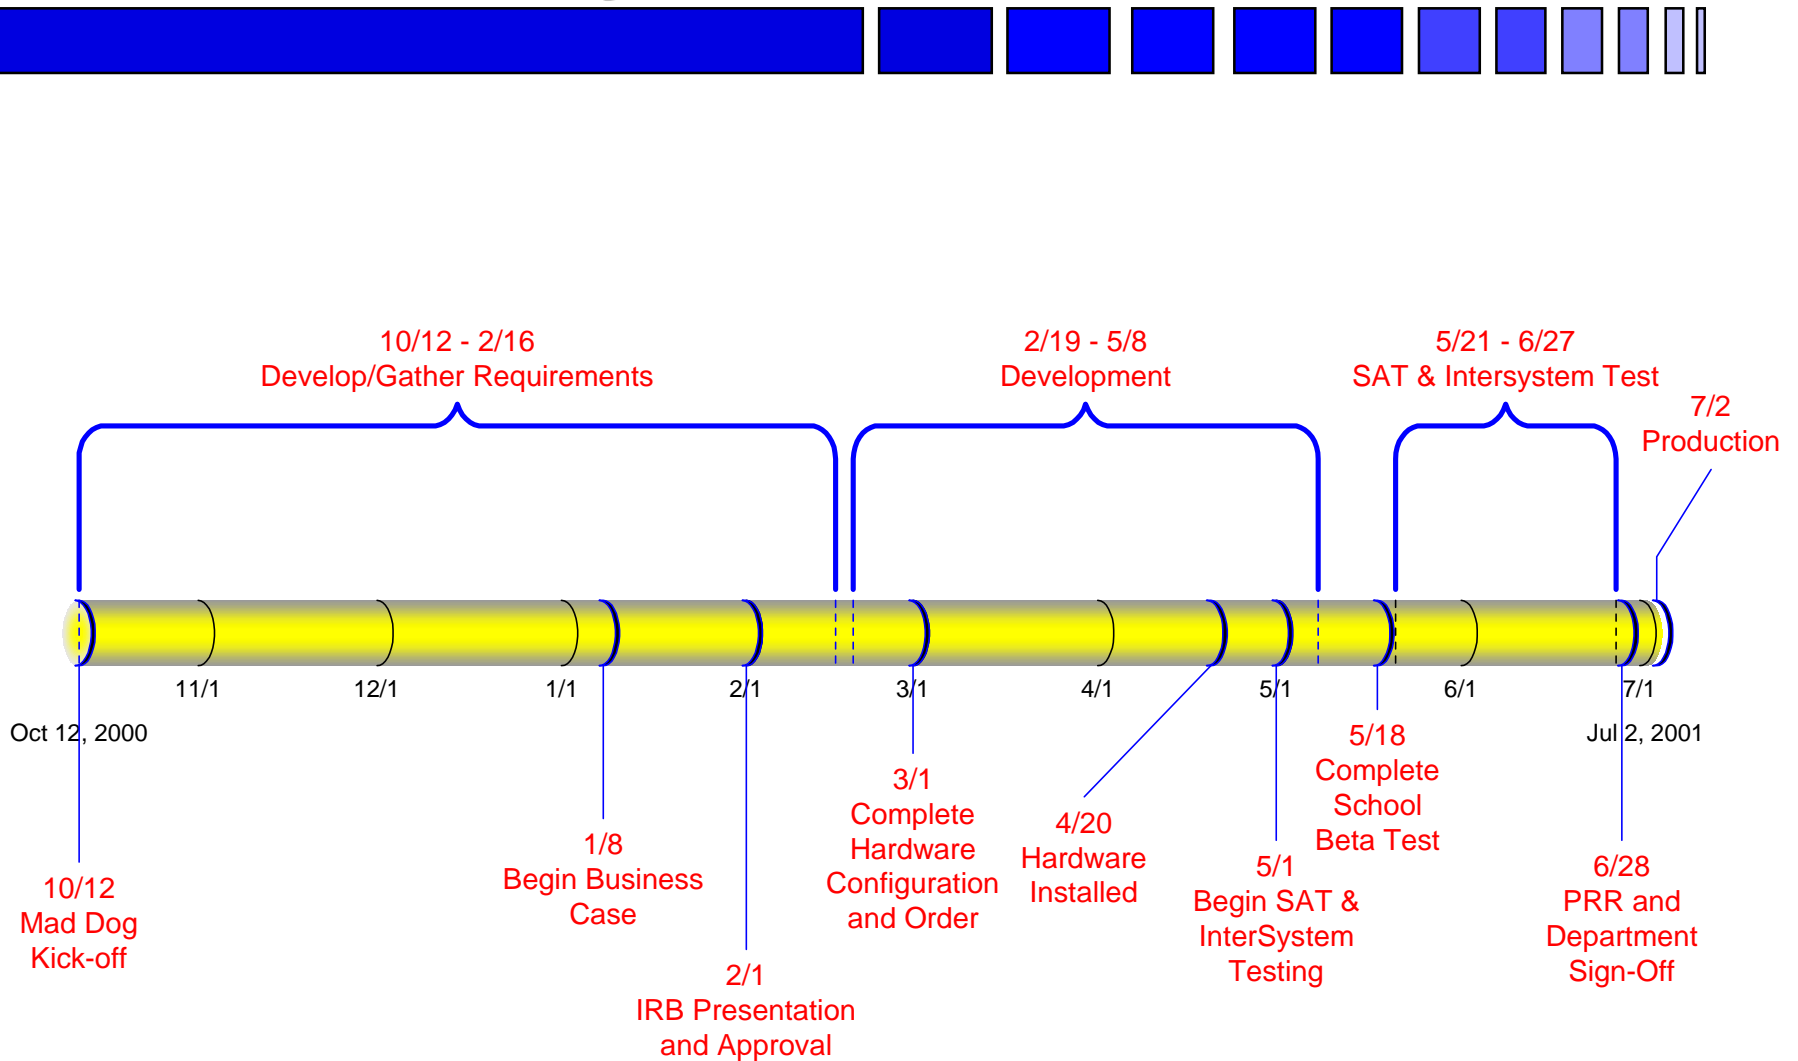 10/12 - 2/16
Develop/Gather Requirements
2/19 - 5/8
Development
5/21 - 6/27
SAT & Intersystem Test
7/2
Production
11/1
12/1
1/1
2/1
3/1
4/1
5/1
6/1
7/1
Oct 12, 2000
Jul 2, 2001
10/12
Mad Dog
Kick-off
1/8
Begin Business
Case
2/1
IRB Presentation
and Approval
3/1
Complete
Hardware
Configuration
and Order
4/20
Hardware
Installed
5/1
Begin SAT &
InterSystem
Testing
5/18
Complete
School
Beta Test
6/28
PRR and
Department
Sign-Off